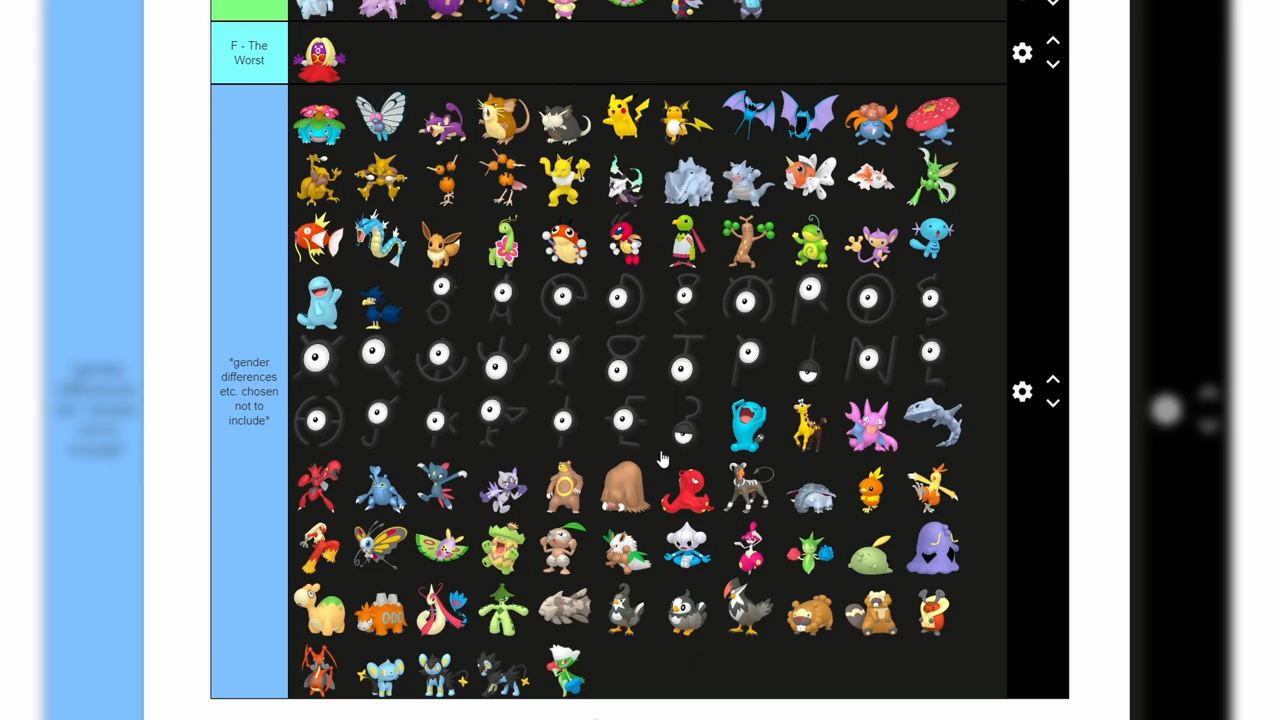 F - The
Worst
*gender
differences
etc. chosen
not to
include*